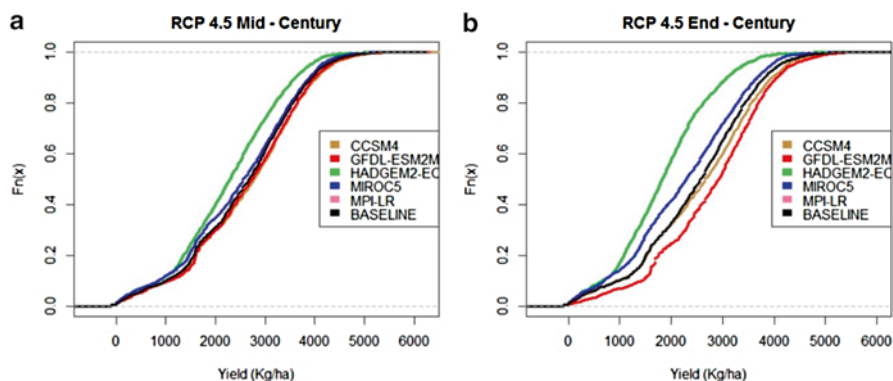 a
RCP 4.5 Mid - Century
Fn(x)
1.0
0.8
0.6
0.4
0.2
0.0
CCSM4
GFDL-ESM2M
HADGEM2-EC
MIROC5
MPI-LR
BASELINE
0 1000 2000 3000 4000 5000 6000
Yield (Kg/ha)
b
RCP 4.5 End - Century
Fn(x)
1.0
0.8
0.6
0.4
0.2
0.0
CCSM4
GFDL-ESM2M
HADGEM2-EC
MIROC5
MPI-LR
BASELINE
0 1000 2000 3000 4000 5000 6000
Yield (Kg/ha)